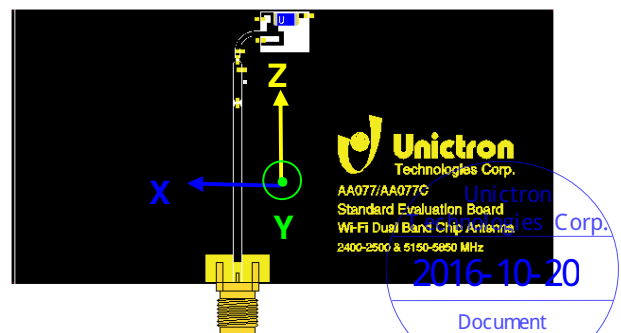 U
Z
X
Y
Unictron
Technologies Corp.
AA077/AA077C
Standard Evaluation Board
Wi-Fi Dual Band Chip Antenna
2400-2500 & 5150-5850 MHz
Unictron
Technologies Corp.
2016-10-20
Document